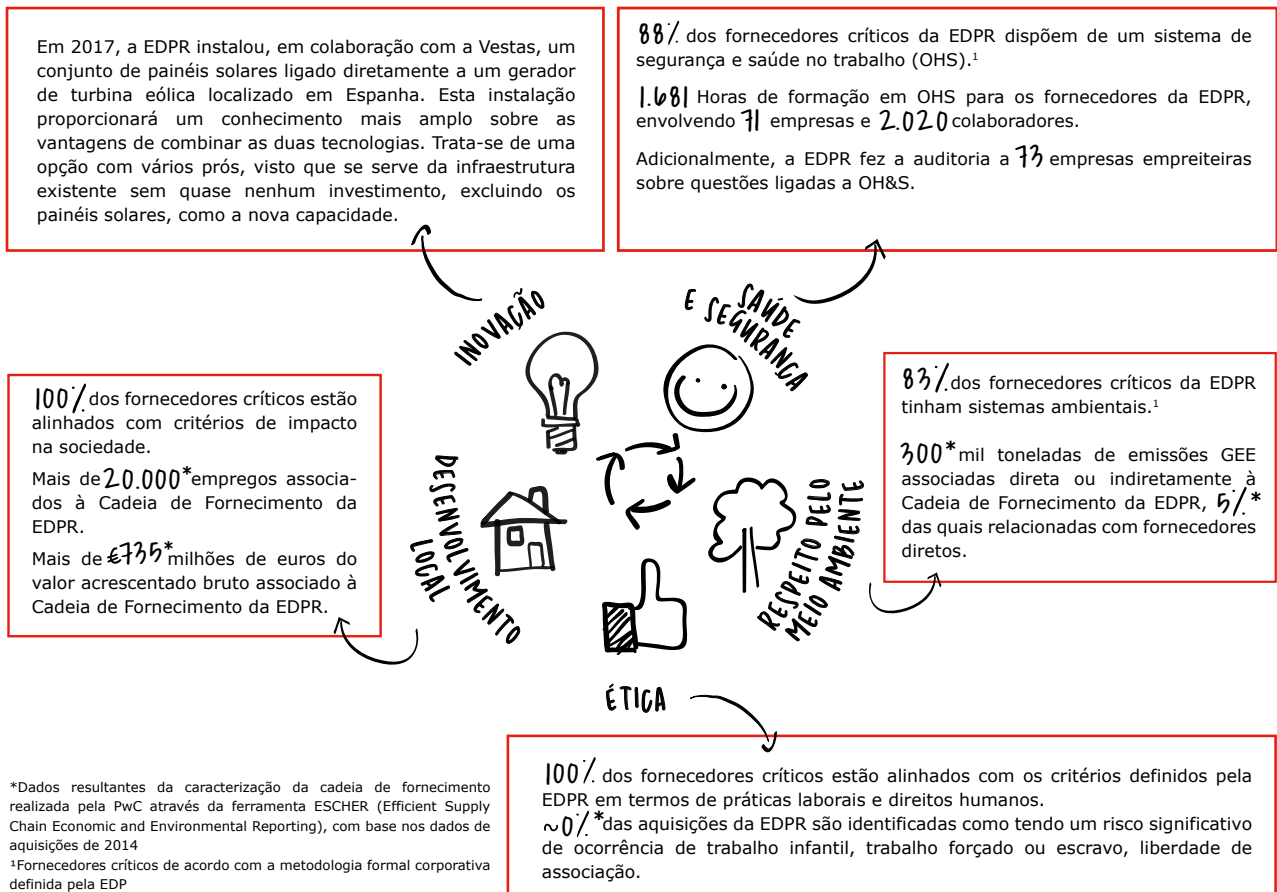 Em 2017, a EDPR instalou, em colaboração com a Vestas, um
conjunto de painéis solares ligado diretamente a um gerador
de turbina eólica localizado em Espanha. Esta instalação
proporcionará um conhecimento mais amplo sobre as
vantagens de combinar as duas tecnologias. Trata-se de uma
opção com vários prós, visto que se serve da infraestrutura
existente sem quase nenhum investimento, excluindo os
painéis solares, como a nova capacidade.
88% dos fornecedores críticos da EDPR dispõem de um sistema de
segurança e saúde no trabalho (OHS).¹
1.681 Horas de formação em OHS para os fornecedores da EDPR,
envolvendo 71 empresas e 2.020 colaboradores.
Adicionalmente, a EDPR fez a auditoria a 73 empresas empreiteiras
sobre questões ligadas a OH&S.
INOVAÇÃO
SAÚDE
E SEGURANÇA
100% dos fornecedores críticos estão
alinhados com critérios de impacto
na sociedade.
Mais de 20.000* empregos associa-
dos à Cadeia de Fornecimento da
EDPR.
Mais de €735* milhões de euros do
valor acrescentado bruto associado à
Cadeia de Fornecimento da EDPR.
83% dos fornecedores críticos da EDPR
tinham sistemas ambientais.¹
300* mil toneladas de emissões GEE
associadas direta ou indiretamente à
Cadeia de Fornecimento da EDPR, 5%*
das quais relacionadas com fornecedores
diretos.
DESENVOLVIMENTO
LOCAL
RESPEITO PELO
MEIO AMBIENTE
ÉTICA
100% dos fornecedores críticos estão alinhados com os critérios definidos pela
EDPR em termos de práticas laborais e direitos humanos.
~0%* das aquisições da EDPR são identificadas como tendo um risco significativo
de ocorrência de trabalho infantil, trabalho forçado ou escravo, liberdade de
associação.
*Dados resultantes da caracterização da cadeia de fornecimento
realizada pela PwC através da ferramenta ESCHER (Efficient Supply
Chain Economic and Environmental Reporting), com base nos dados de
aquisições de 2014
¹Fornecedores críticos de acordo com a metodologia formal corporativa
definida pela EDP